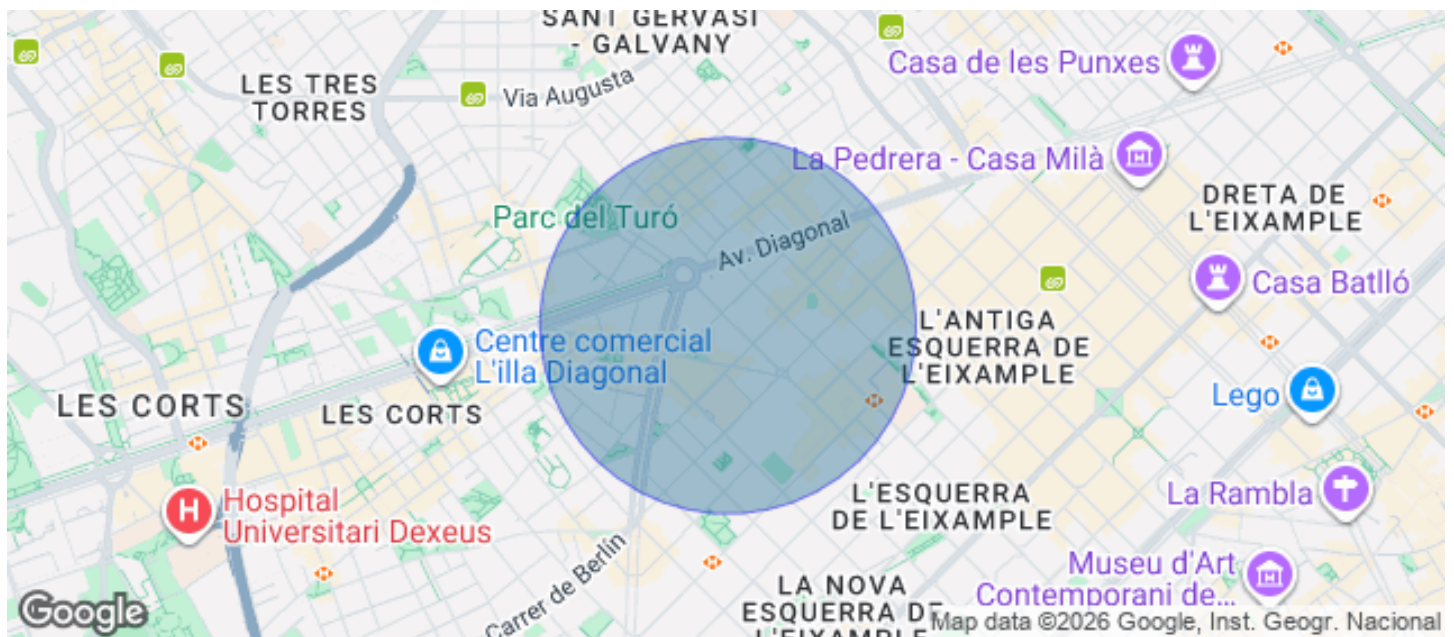 SANT GERVASI
- GALVANY
Casa de les Punxes
LES TRES
TORRES
Via Augusta
La Pedrera - Casa Milà
DRETA DE
L'EIXAMPLE
Parc del Turó
Av. Diagonal
Casa Batlló
L'ANTIGA
ESQUERRA DE
L'EIXAMPLE
Centre comercial
L'illa Diagonal
Lego
LES CORTS
LES CORTS
H
Hospital
Universitari Dexeus
L'ESQUERRA
DE L'EIXAMPLE
La Rambla
Carrer de Berlín
Museu d'Art
Contemporani de...
LA NOVA
ESQUERRA DE
L'EIXAMPLE
Google
Map data ©2026 Google, Inst. Geogr. Nacional